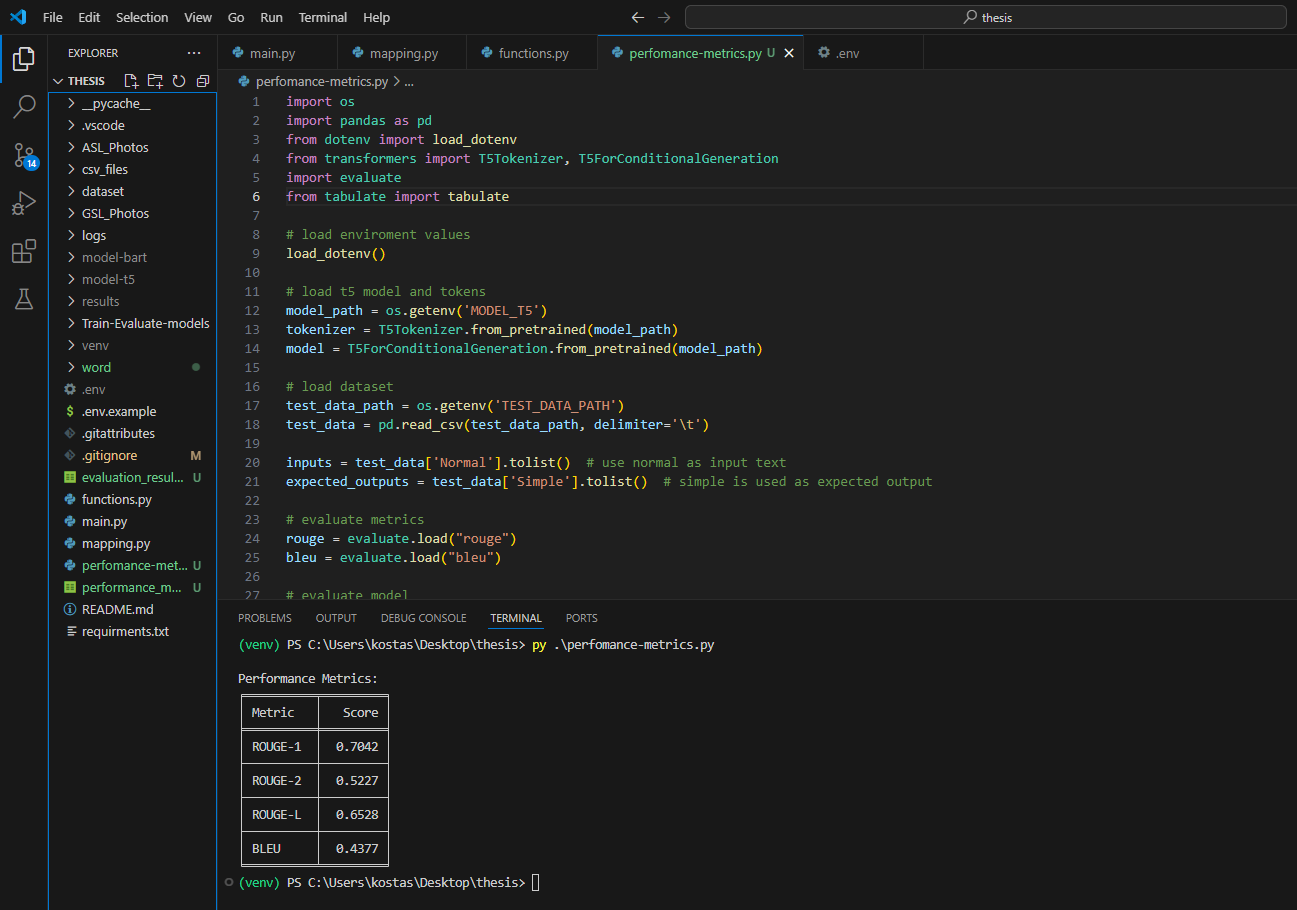 File Edit Selection View Go Run Terminal Help
thesis
EXPLORER
THESIS
__pycache__
.vscode
ASL_Photos
csv_files
dataset
GSL_Photos
logs
model-bart
model-t5
results
Train-Evaluate-models
venv
word
.env
.env.example
.gitattributes
.gitignore M
evaluation_resul... U
functions.py
main.py
mapping.py
perfomance-met... U
performance_m... U
README.md
requirments.txt
14
main.py mapping.py functions.py perfomance-metrics.py U .env
perfomance-metrics.py > ...
1 import os
2 import pandas as pd
3 from dotenv import load_dotenv
4 from transformers import T5Tokenizer, T5ForConditionalGeneration
5 import evaluate
6 from tabulate import tabulate
7
8 # load enviroment values
9 load_dotenv()
10
11 # load t5 model and tokens
12 model_path = os.getenv('MODEL_T5')
13 tokenizer = T5Tokenizer.from_pretrained(model_path)
14 model = T5ForConditionalGeneration.from_pretrained(model_path)
15
16 # load dataset
17 test_data_path = os.getenv('TEST_DATA_PATH')
18 test_data = pd.read_csv(test_data_path, delimiter='\t')
19
20 inputs = test_data['Normal'].tolist()  # use normal as input text
21 expected_outputs = test_data['Simple'].tolist()  # simple is used as expected output
22
23 # evaluate metrics
24 rouge = evaluate.load("rouge")
25 bleu = evaluate.load("bleu")
26
27 # evaluate model
PROBLEMS OUTPUT DEBUG CONSOLE TERMINAL PORTS
(venv) PS C:\Users\kostas\Desktop\thesis> py .\perfomance-metrics.py
Performance Metrics:
Metric Score
ROUGE-1 0.7042
ROUGE-2 0.5227
ROUGE-L 0.6528
BLEU 0.4377
(venv) PS C:\Users\kostas\Desktop\thesis>